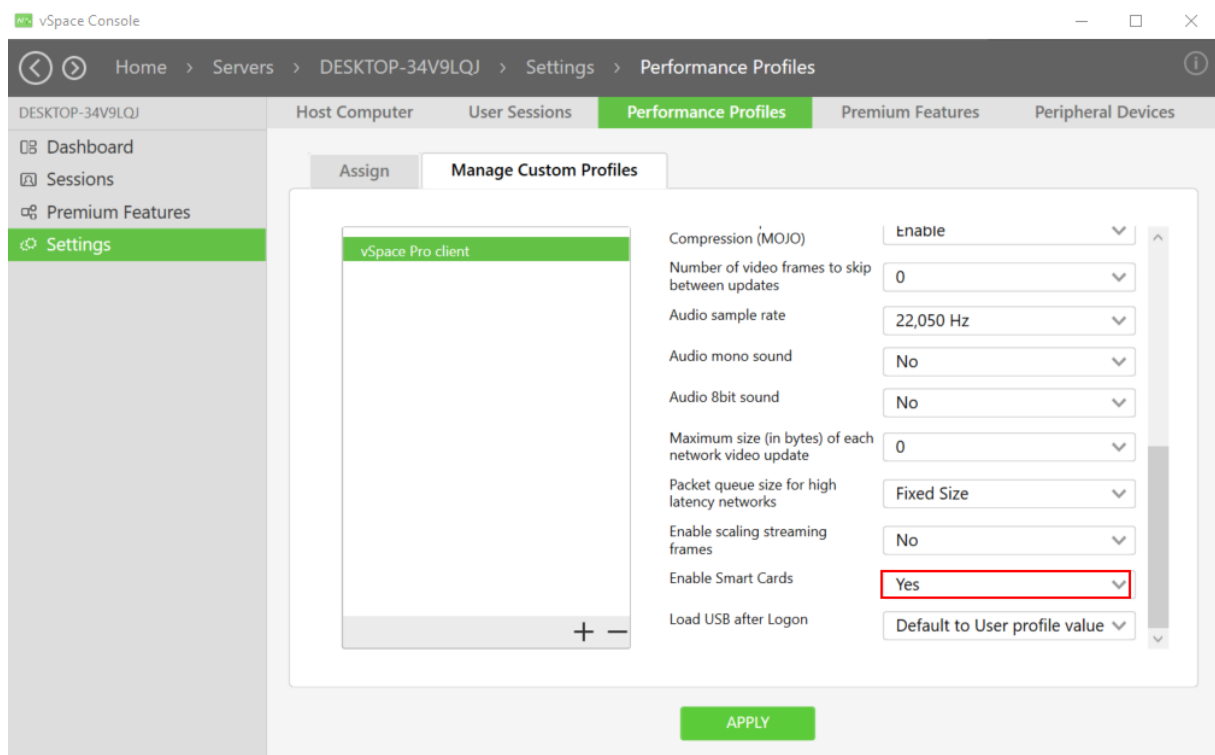 vSpace Console
Home > Servers > DESKTOP-34V9LQJ > Settings > Performance Profiles
DESKTOP-34V9LQJ
Host Computer User Sessions Performance Profiles Premium Features Peripheral Devices
Dashboard
Sessions
Premium Features
Settings
Assign Manage Custom Profiles
vSpace Pro client
Compression (MOJO) Enable
Number of video frames to skip
between updates
0
Audio sample rate 22,050 Hz
Audio mono sound No
Audio 8bit sound No
Maximum size (in bytes) of each
network video update
0
Packet queue size for high
latency networks
Fixed Size
Enable scaling streaming
frames
No
Enable Smart Cards Yes
Load USB after Logon Default to User profile value
APPLY